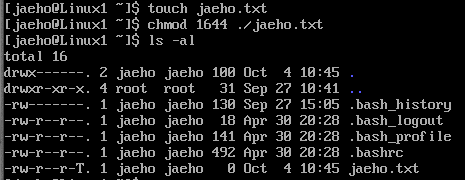 [jaeho@Linux1 ~]$ touch jaeho.txt
[jaeho@Linux1 ~]$ chmod 1644 ./jaeho.txt
[jaeho@Linux1 ~]$ ls -al
total 16
drwx------. 2 jaeho jaeho 100 Oct  4 10:45 .
drwxr-xr-x. 4 root  root   31 Sep 27 10:41 ..
-rw-------. 1 jaeho jaeho 130 Sep 27 15:05 .bash_history
-rw-r--r--. 1 jaeho jaeho  18 Apr 30 20:28 .bash_logout
-rw-r--r--. 1 jaeho jaeho 141 Apr 30 20:28 .bash_profile
-rw-r--r--. 1 jaeho jaeho 492 Apr 30 20:28 .bashrc
-rw-r--r-T. 1 jaeho jaeho   0 Oct  4 10:45 jaeho.txt
[jaeho@Linux1 ~]$